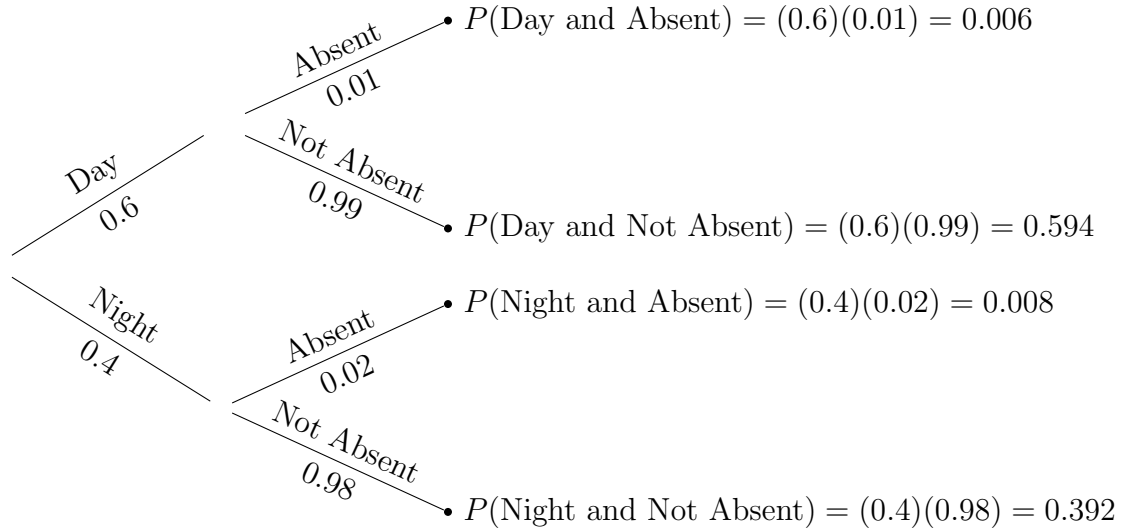 Absent
0.01
P(Day and Absent) = (0.6)(0.01) = 0.006
Day
0.6
Not Absent
0.99
P(Day and Not Absent) = (0.6)(0.99) = 0.594
Night
0.4
Absent
0.02
P(Night and Absent) = (0.4)(0.02) = 0.008
Not Absent
0.98
P(Night and Not Absent) = (0.4)(0.98) = 0.392